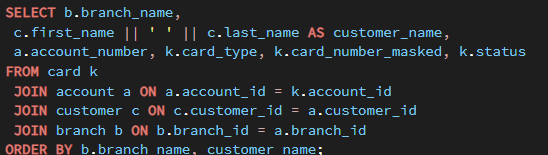 SELECT b.branch_name,
c.first_name || ' ' || c.last_name AS customer_name,
a.account_number, k.card_type, k.card_number_masked, k.status
FROM card k
JOIN account a ON a.account_id = k.account_id
JOIN customer c ON c.customer_id = a.customer_id
JOIN branch b ON b.branch_id = a.branch_id
ORDER BY b.branch_name, customer_name;